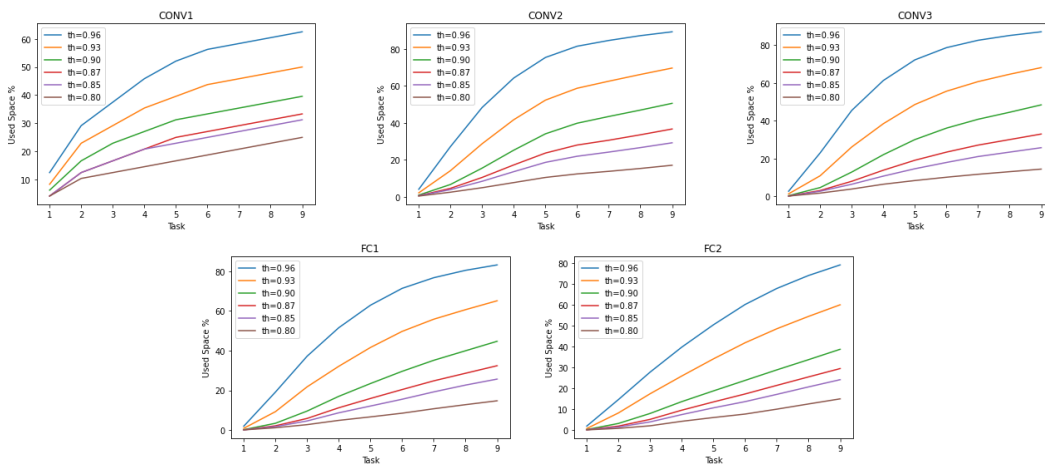 CONV1
th=0.96
th=0.93
th=0.90
th=0.87
th=0.85
th=0.80
Used Space %
60
50
40
30
20
10
1 2 3 4 5 6 7 8 9
Task
CONV2
th=0.96
th=0.93
th=0.90
th=0.87
th=0.85
th=0.80
Used Space %
80
60
40
20
0
1 2 3 4 5 6 7 8 9
Task
CONV3
th=0.96
th=0.93
th=0.90
th=0.87
th=0.85
th=0.80
Used Space %
80
60
40
20
0
1 2 3 4 5 6 7 8 9
Task
FC1
th=0.96
th=0.93
th=0.90
th=0.87
th=0.85
th=0.80
Used Space %
80
60
40
20
0
1 2 3 4 5 6 7 8 9
Task
FC2
th=0.96
th=0.93
th=0.90
th=0.87
th=0.85
th=0.80
Used Space %
80
70
60
50
40
30
20
10
0
1 2 3 4 5 6 7 8 9
Task